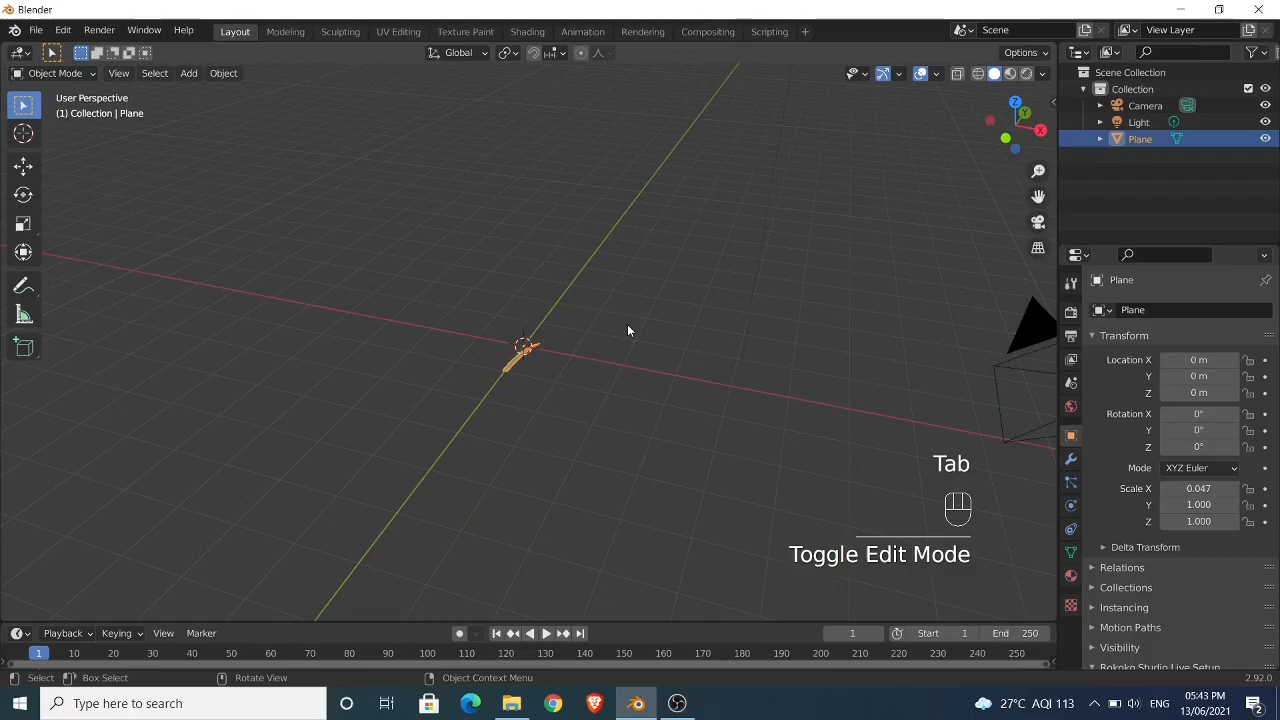 Blender
File Edit Render Window Help Layout Modeling Sculpting UV Editing Texture Paint Shading Animation Rendering Compositing Scripting + Scene View Layer
Global Options
Object Mode View Select Add Object
User Perspective
(1) Collection | Plane
Z
Y
X
Scene Collection
Collection
Camera
Light
Plane
Plane
Plane
Transform
Location X 0 m
Y 0 m
Z 0 m
Rotation X 0°
Y 0°
Z 0°
Mode XYZ Euler
Scale X 0.047
Y 1.000
Z 1.000
Delta Transform
Relations
Collections
Instancing
Motion Paths
Visibility
Rokoko Studio Live Setup
Tab
Toggle Edit Mode
Playback Keying View Marker 1 Start 1 End 250
1 10 20 30 40 50 60 70 80 90 100 110 120 130 140 150 160 170 180 190 200 210 220 230 240 250
Select Box Select Rotate View Object Context Menu 2.92.0
Type here to search 27°C AQI 113 ENG 05:43 PM
13/06/2021 2